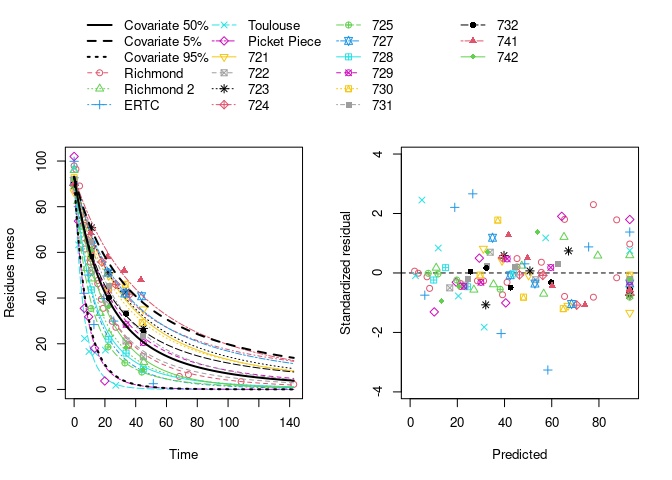 Covariate 50% Toulouse 725 732
Covariate 5% Picket Piece 727 741
Covariate 95% 721 728 742
Richmond 722 729
Richmond 2 723 730
ERTC 724 731
Residues meso
100
80
60
40
20
0
0 20 40 60 80 100 140
Time
Standardized residual
4
2
0
-2
-4
0 20 40 60 80
Predicted